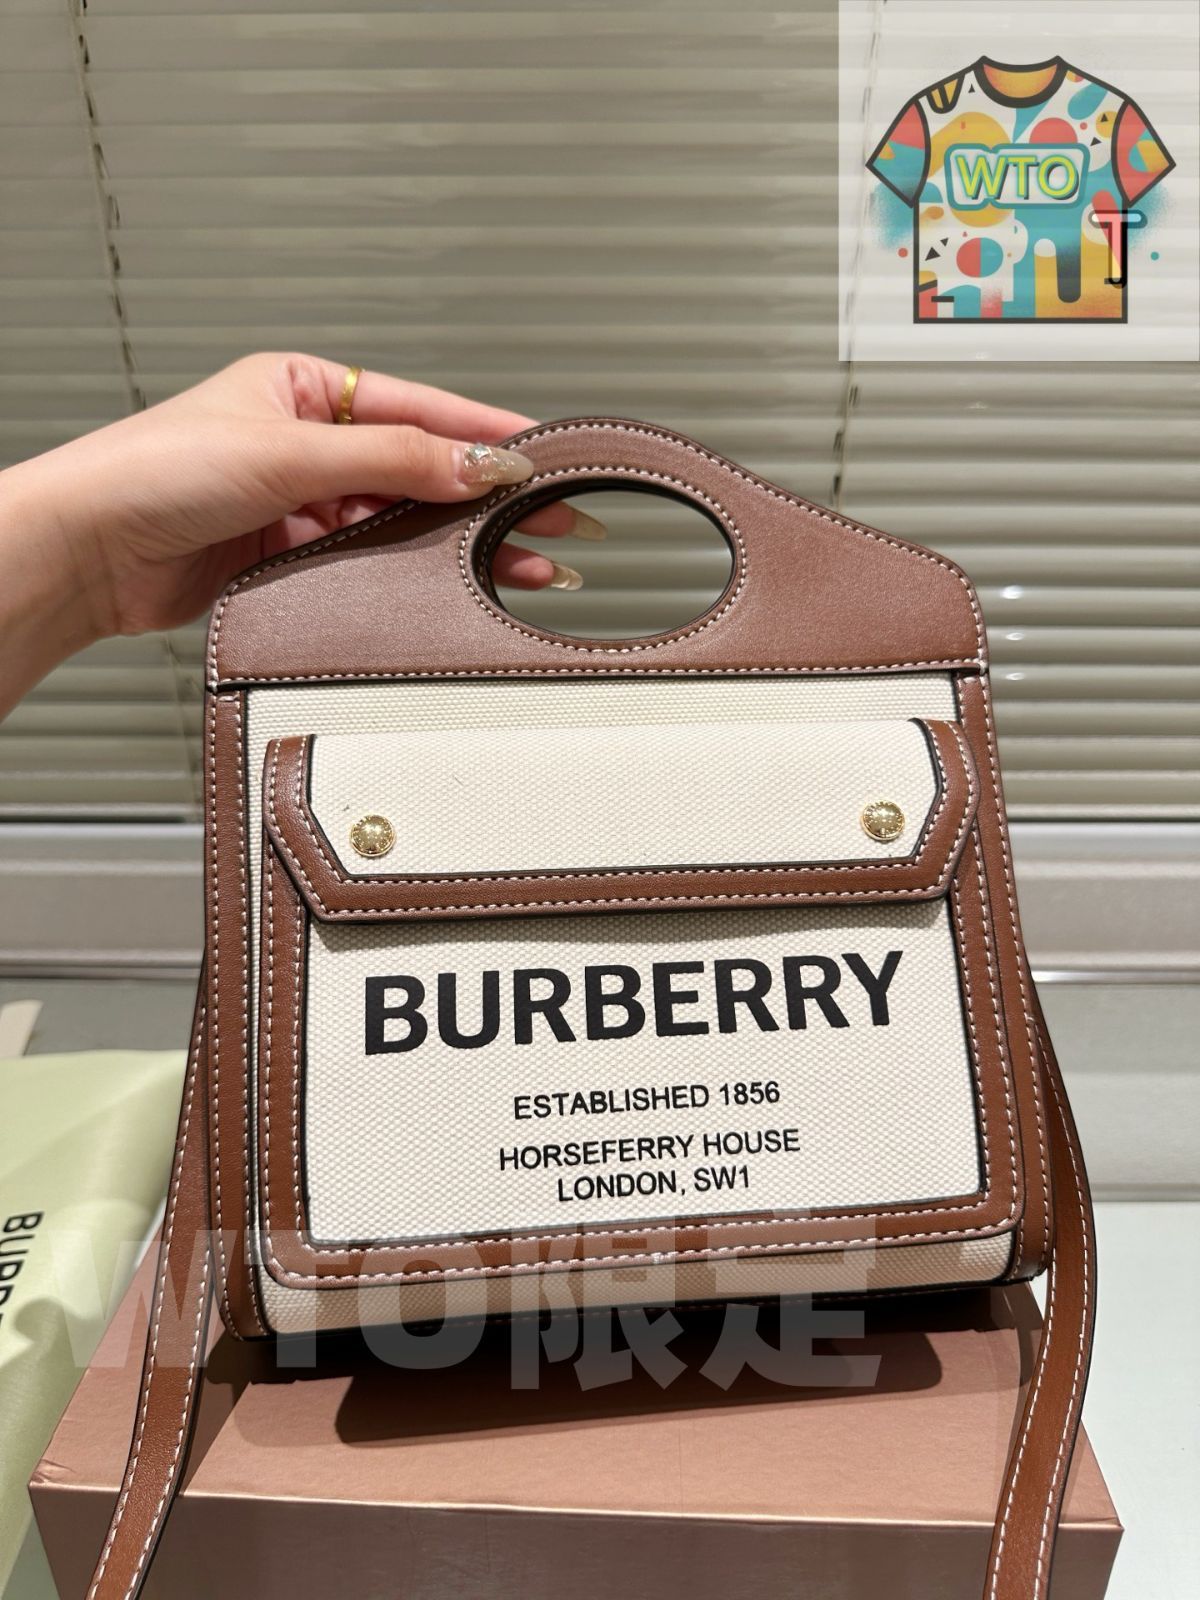 WTO
J
BURBERRY
ESTABLISHED 1856
HORSEFERRY HOUSE
LONDON, SW1
WTO限定